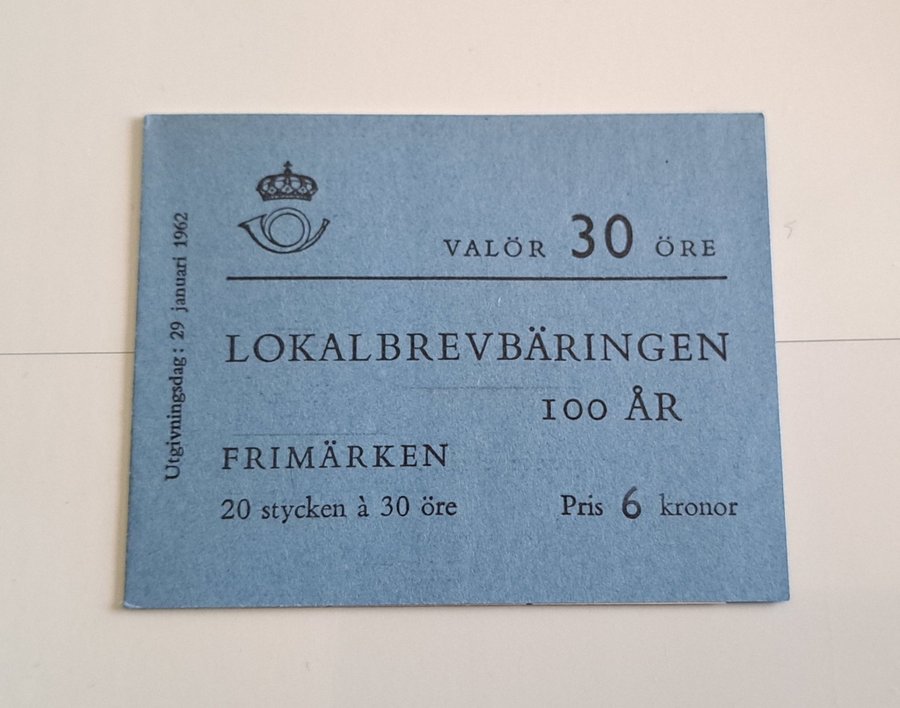 Utgivningsdag: 29 januari 1962
VALÖR 30 ÖRE
LOKALBREVBÄRINGEN
100 ÅR
FRIMÄRKEN
20 stycken à 30 öre
Pris 6 kronor